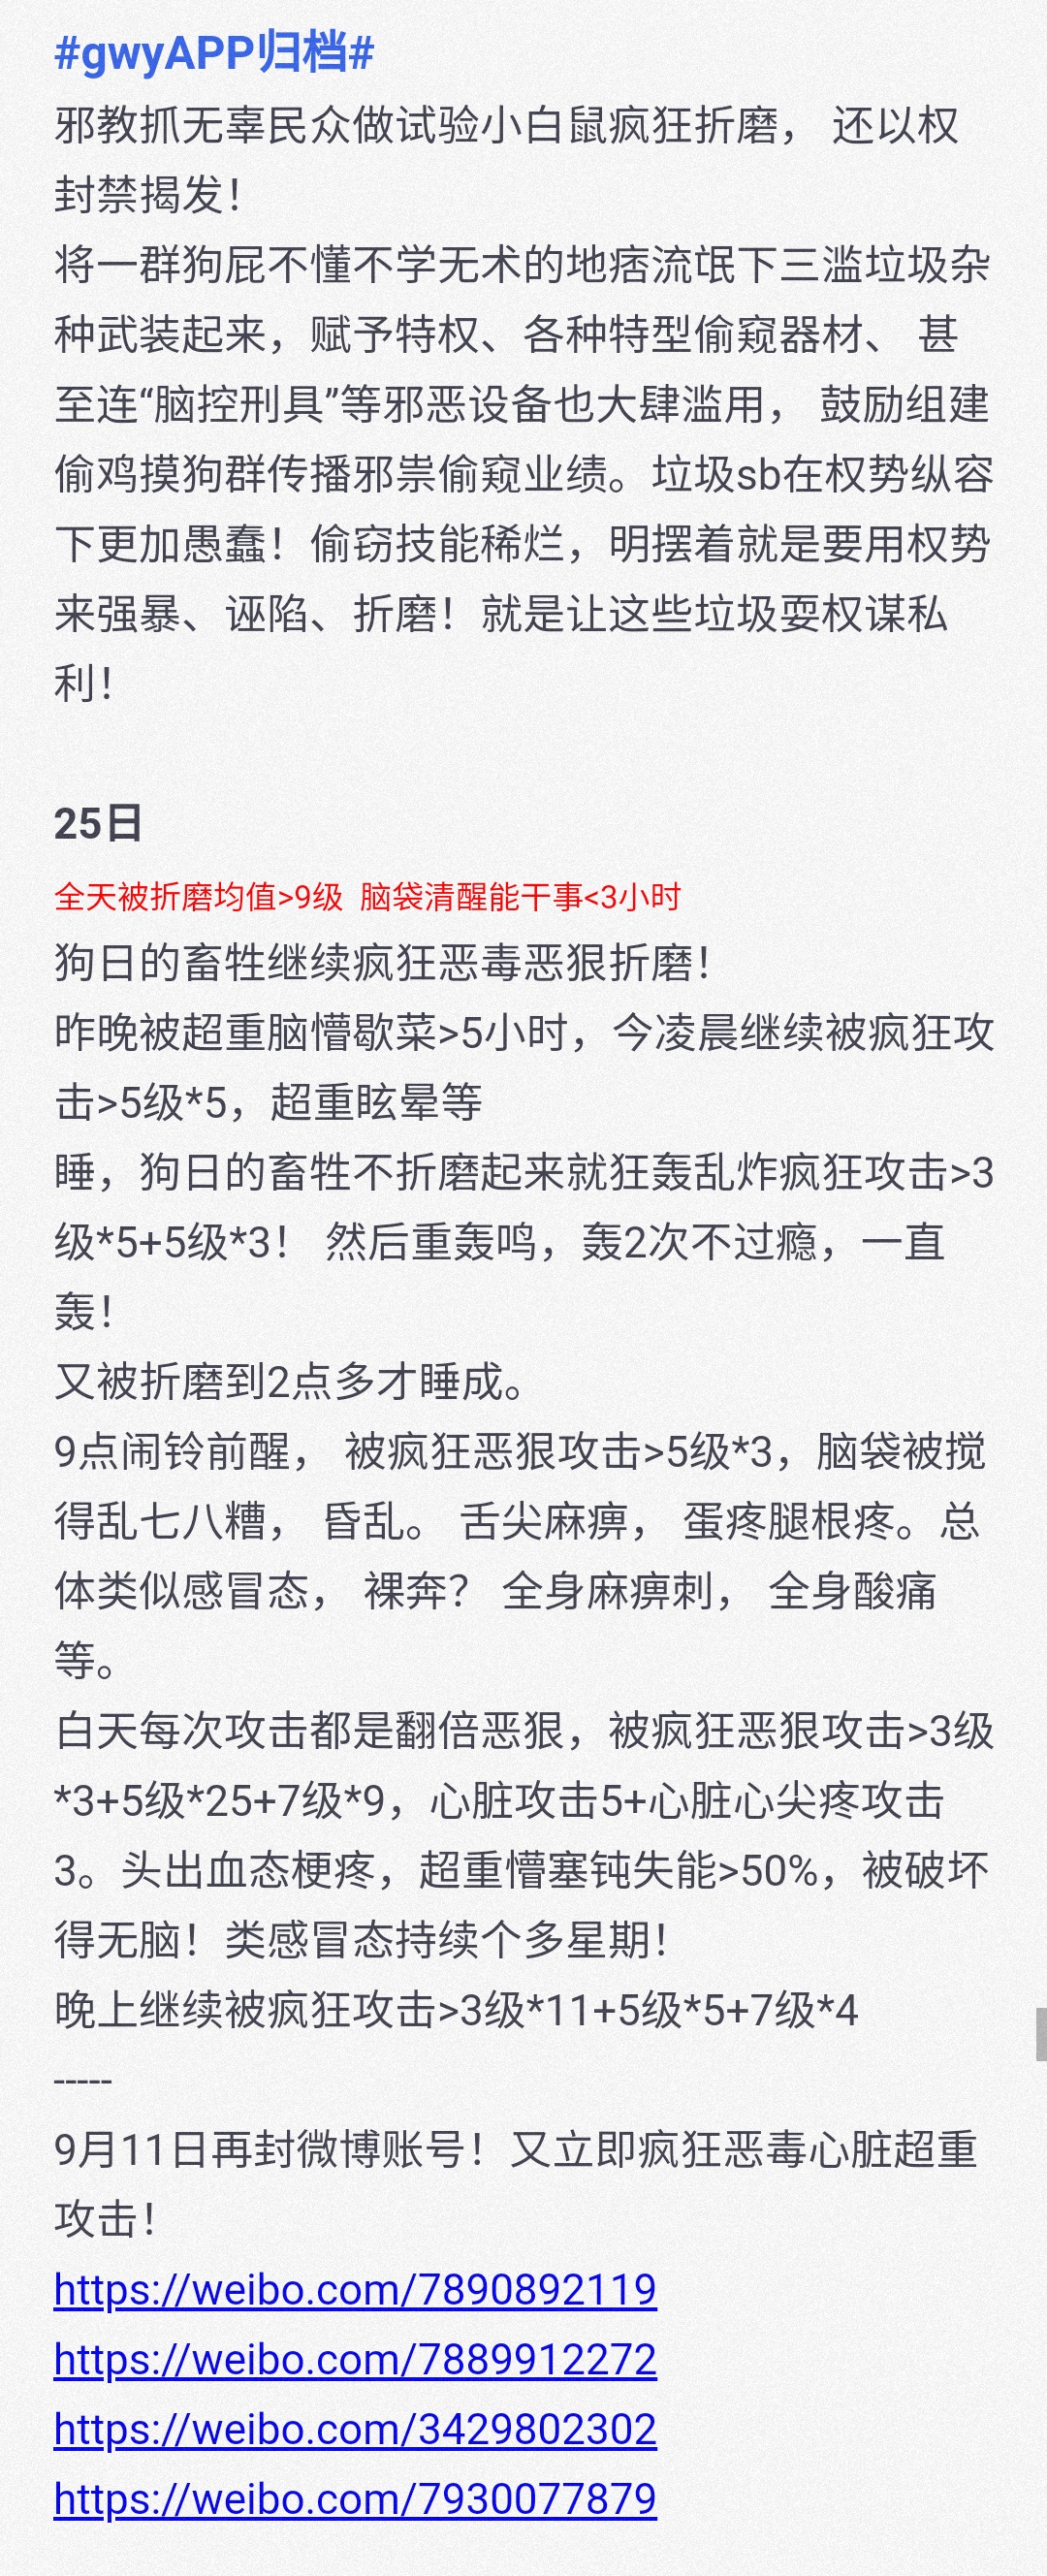 #gwyAPP归档#
邪教抓无辜民众做试验小白鼠疯狂折磨， 还以权
封禁揭发！
将一群狗屁不懂不学无术的地痞流氓下三滥垃圾杂
种武装起来，赋予特权、各种特型偷窥器材、 甚
至连“脑控刑具”等邪恶设备也大肆滥用， 鼓励组建
偷鸡摸狗群传播邪祟偷窥业绩。垃圾sb在权势纵容
下更加愚蠢！偷窃技能稀烂，明摆着就是要用权势
来强暴、诬陷、折磨！就是让这些垃圾耍权谋私
利！
25日
全天被折磨均值>9级  脑袋清醒能干事<3小时
狗日的畜牲继续疯狂恶毒恶狠折磨！
昨晚被超重脑懵歇菜>5小时，今凌晨继续被疯狂攻
击>5级*5，超重眩晕等
睡，狗日的畜牲不折磨起来就狂轰乱炸疯狂攻击>3
级*5+5级*3！ 然后重轰鸣，轰2次不过瘾，一直
轰！
又被折磨到2点多才睡成。
9点闹铃前醒， 被疯狂恶狠攻击>5级*3，脑袋被搅
得乱七八糟， 昏乱。 舌尖麻痹， 蛋疼腿根疼。总
体类似感冒态， 裸奔？ 全身麻痹刺， 全身酸痛
等。
白天每次攻击都是翻倍恶狠，被疯狂恶狠攻击>3级
*3+5级*25+7级*9，心脏攻击5+心脏心尖疼攻击
3。头出血态梗疼，超重懵塞钝失能>50%，被破坏
得无脑！类感冒态持续个多星期！
晚上继续被疯狂攻击>3级*11+5级*5+7级*4
-----
9月11日再封微博账号！又立即疯狂恶毒心脏超重
攻击！
https://weibo.com/7890892119
https://weibo.com/7889912272
https://weibo.com/3429802302
https://weibo.com/7930077879